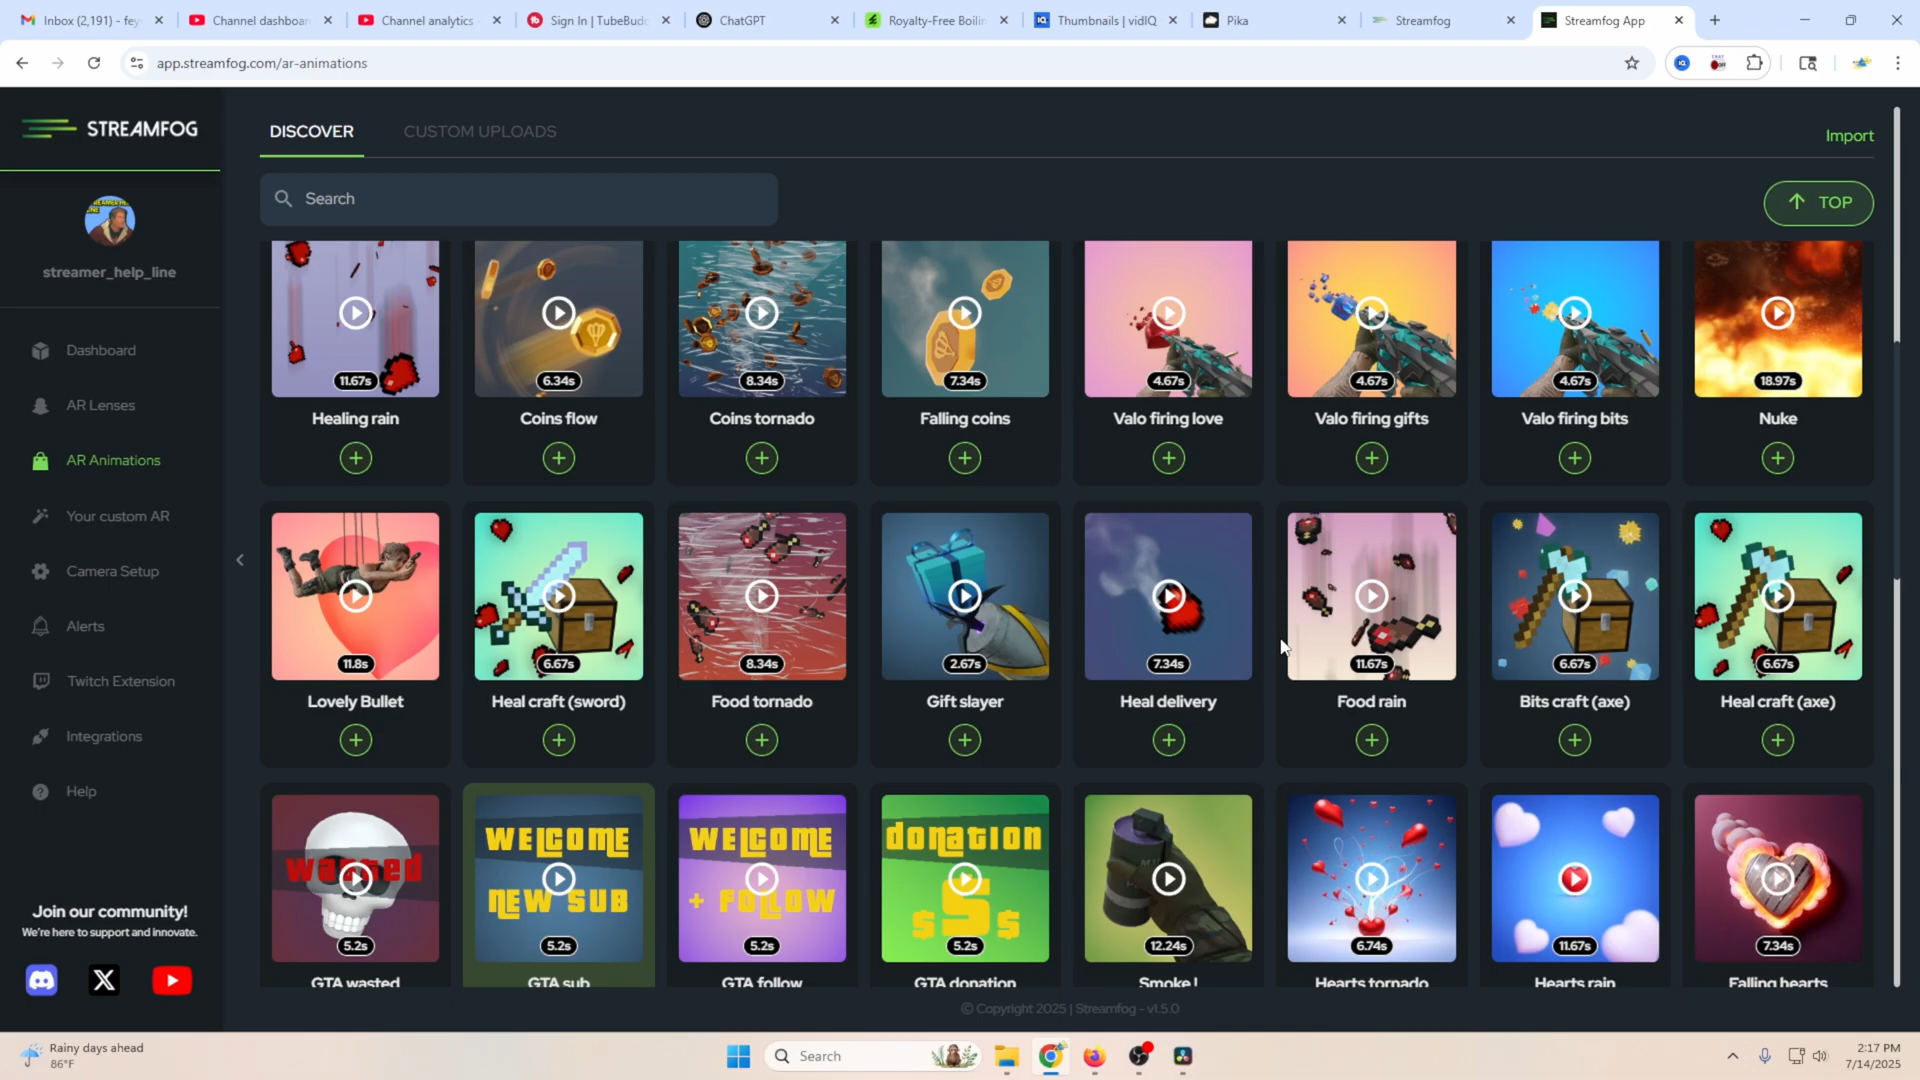 Inbox (2,191) - fey
Channel dashboar
Channel analytics
Sign In | TubeBudd
ChatGPT
Royalty-Free Boilin
Thumbnails | vidIQ
Pika
Streamfog
Streamfog App
app.streamfog.com/ar-animations
STREAMFOG
DISCOVER
CUSTOM UPLOADS
Import
Search
TOP
streamer_help_line
Dashboard
AR Lenses
AR Animations
Your custom AR
Camera Setup
Alerts
Twitch Extension
Integrations
Help
Join our community!
We're here to support and innovate.
11.67s
6.34s
8.34s
7.34s
4.67s
4.67s
4.67s
18.97s
Healing rain
Coins flow
Coins tornado
Falling coins
Valo firing love
Valo firing gifts
Valo firing bits
Nuke
11.8s
6.67s
8.34s
2.67s
7.34s
11.67s
6.67s
6.67s
Lovely Bullet
Heal craft (sword)
Food tornado
Gift slayer
Heal delivery
Food rain
Bits craft (axe)
Heal craft (axe)
wasted
WELCOME
NEW SUB
WELCOME
+ FOLLOW
donation
$ $ $
5.2s
5.2s
5.2s
5.2s
12.24s
6.74s
11.67s
7.34s
GTA wasted
GTA sub
GTA follow
GTA donation
Smoke !
Hearts tornado
Hearts rain
Falling hearts
© Copyright 2025 | Streamfog - v1.5.0
Rainy days ahead
86°F
Search
2:17 PM
7/14/2025